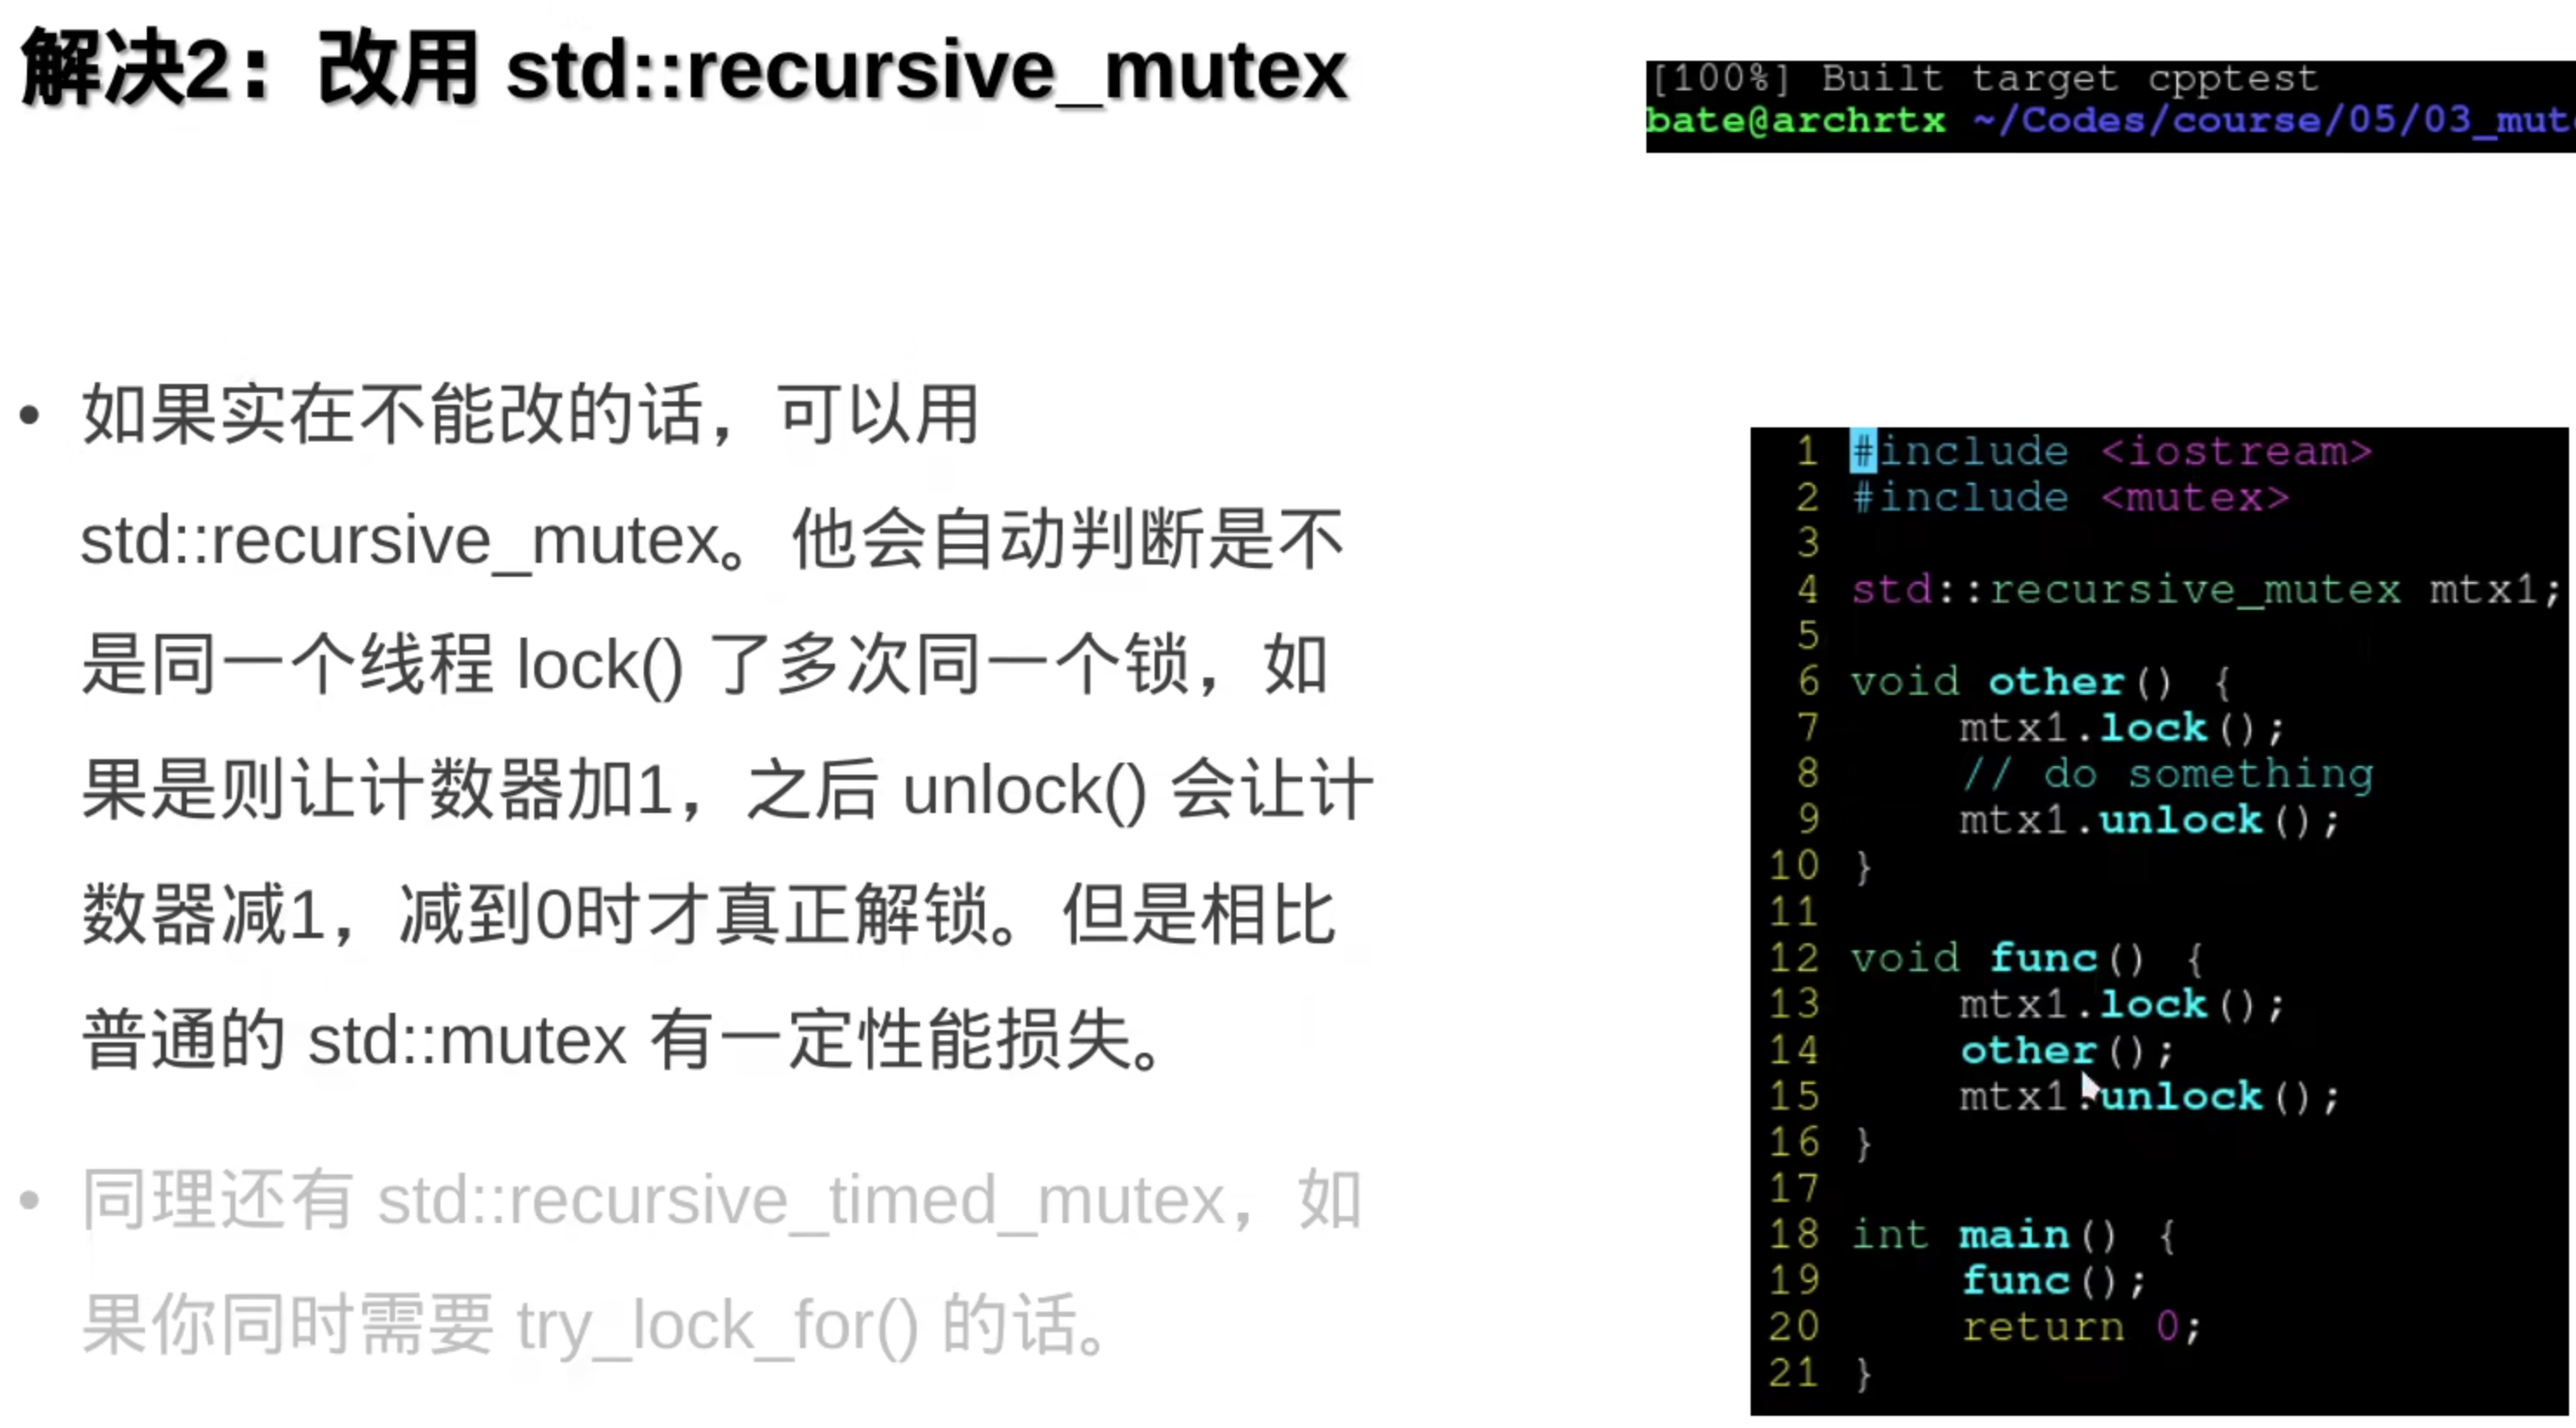 解决2：改用 std::recursive_mutex
[100%] Built target cpptest
bate@archrtx ~/Codes/course/05/03_mut
• 如果实在不能改的话，可以用
std::recursive_mutex。他会自动判断是不
是同一个线程 lock() 了多次同一个锁，如
果是则让计数器加1，之后 unlock() 会让计
数器减1，减到0时才真正解锁。但是相比
普通的 std::mutex 有一定性能损失。
• 同理还有 std::recursive_timed_mutex，如
果你同时需要 try_lock_for() 的话。
1 #include <iostream>
2 #include <mutex>
3
4 std::recursive_mutex mtx1;
5
6 void other() {
7     mtx1.lock();
8     // do something
9     mtx1.unlock();
10 }
11
12 void func() {
13     mtx1.lock();
14     other();
15     mtx1.unlock();
16 }
17
18 int main() {
19     func();
20     return 0;
21 }